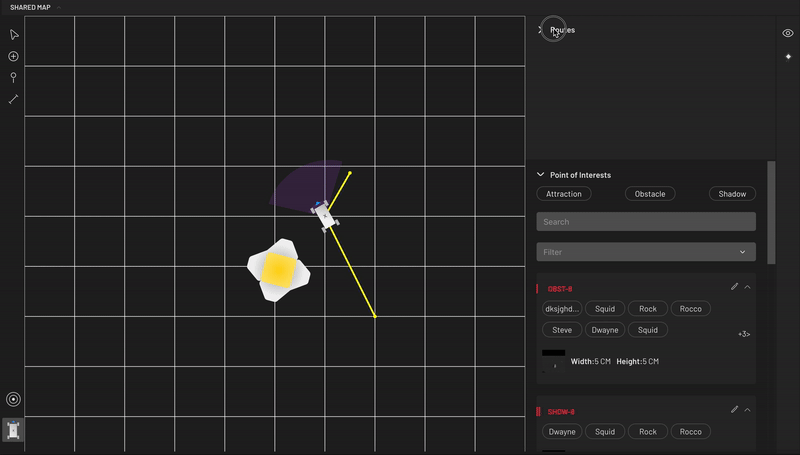 SHARED MAP
Routes
Point of Interests
Attraction Obstacle Shadow
Search
Filter
OBST-8
dksjghd... Squid Rock Rocco
Steve Dwayne Squid +3>
Width:5 CM Height:5 CM
SHDW-8
Dwayne Squid Rock Rocco